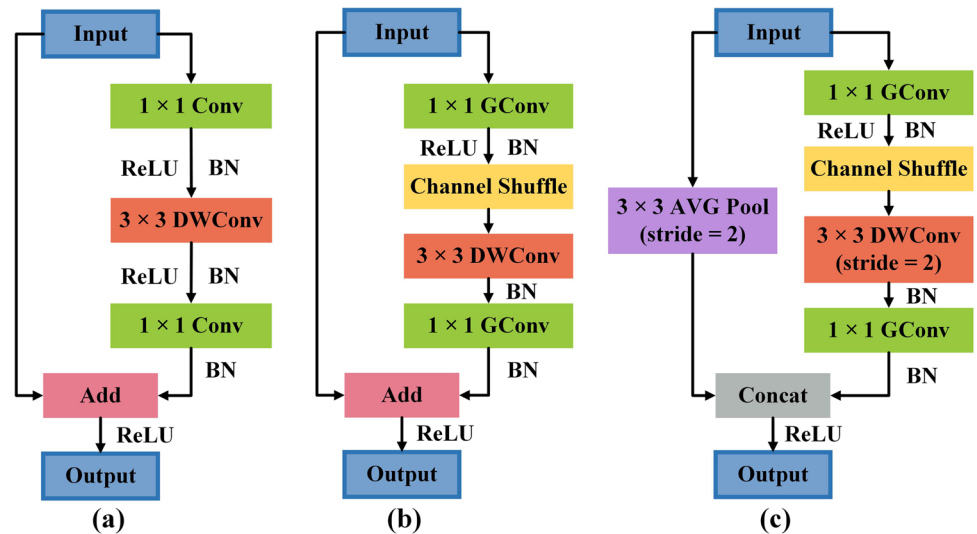 Input
1 × 1 Conv
ReLU BN
3 × 3 DWConv
ReLU BN
1 × 1 Conv
BN
Add
ReLU
Output
(a)
Input
1 × 1 GConv
ReLU BN
Channel Shuffle
3 × 3 DWConv
BN
1 × 1 GConv
BN
Add
ReLU
Output
(b)
Input
1 × 1 GConv
ReLU BN
Channel Shuffle
3 × 3 AVG Pool
(stride = 2)
3 × 3 DWConv
(stride = 2)
BN
1 × 1 GConv
BN
Concat
ReLU
Output
(c)